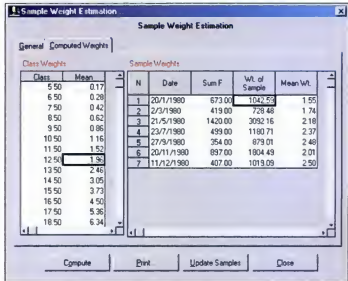 Sample Weight Estimation
Sample Weight Estimation
General Computed Weights
Class Weights
Class Mean
5.50 0.17
6.50 0.28
7.50 0.42
8.50 0.62
9.50 0.86
10.50 1.16
11.50 1.52
12.50 1.96
13.50 2.46
14.50 3.05
15.50 3.73
16.50 4.50
17.50 5.36
18.50 6.34
Sample Weights
N Date Sum F Wt. of Sample Mean Wt.
1 20/1/1980 673.00 1042.59 1.55
2 2/3/1980 419.00 728.48 1.74
3 21/5/1980 1420.00 3092.16 2.18
4 23/7/1980 499.00 1180.71 2.37
5 27/9/1980 354.00 879.01 2.48
6 20/11/1980 897.00 1804.49 2.01
7 11/12/1980 407.00 1019.09 2.50
Compute Print... Update Samples Close